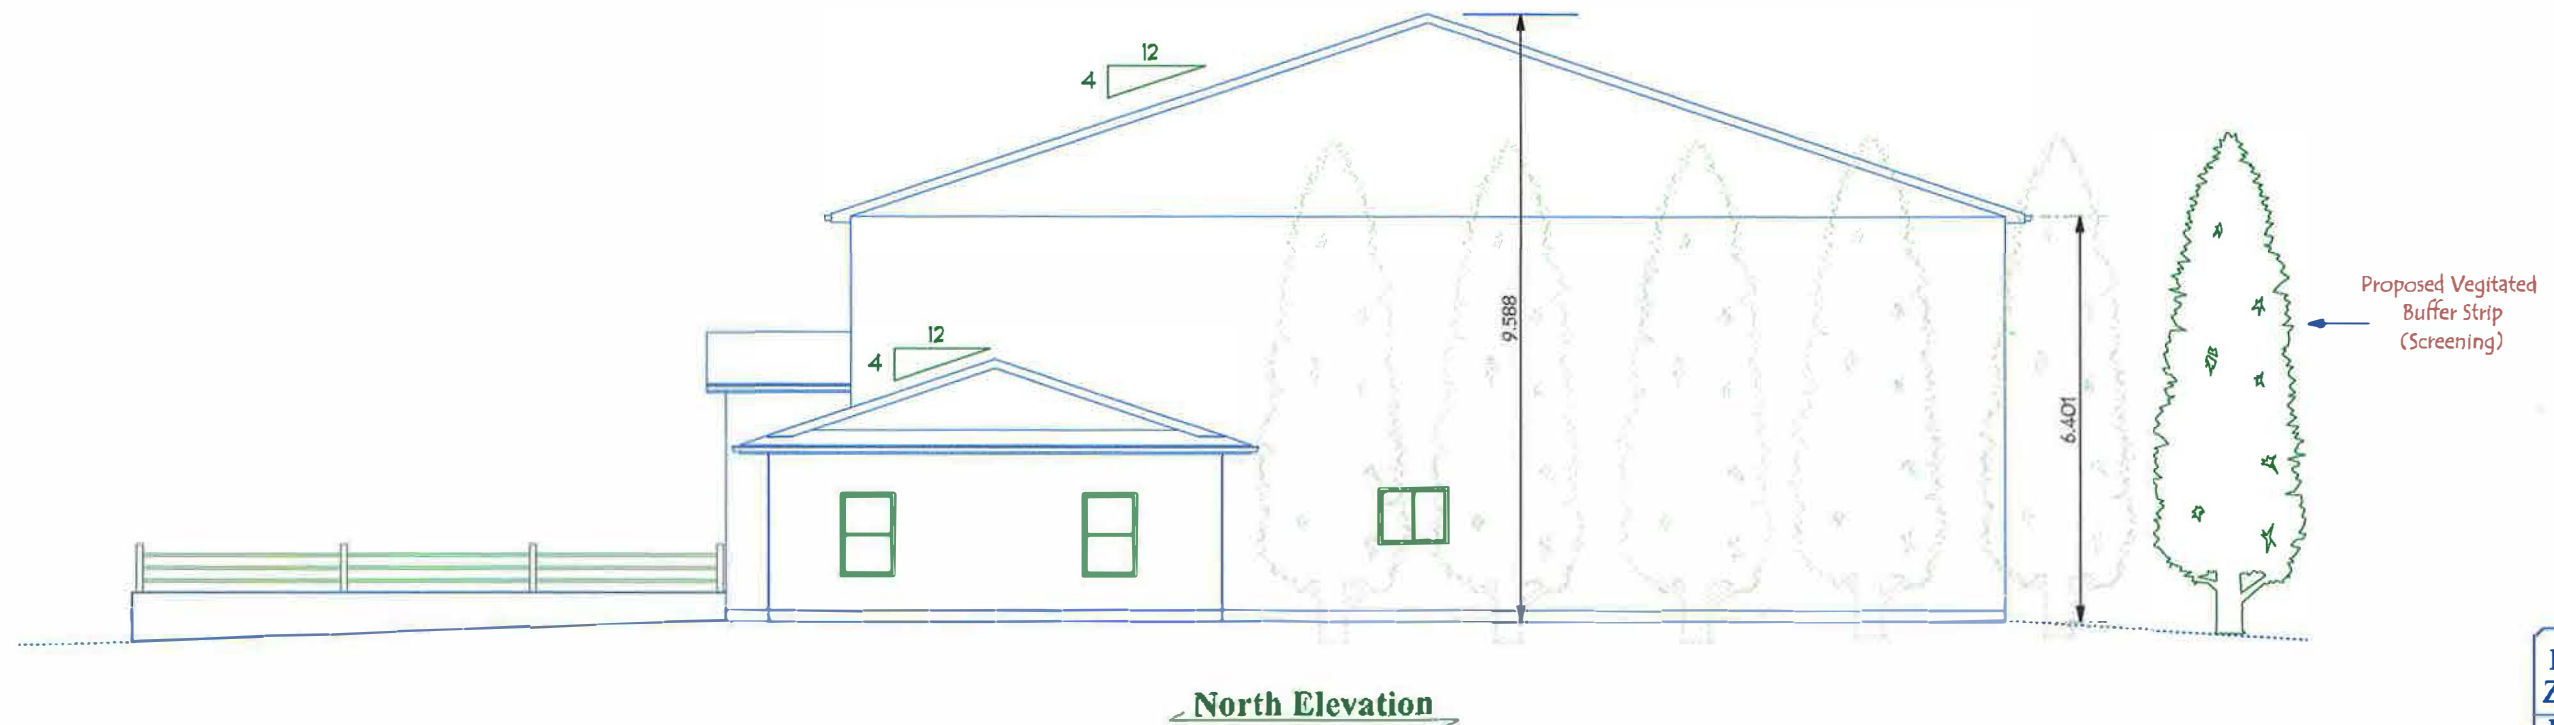 12
4
12
4
9.588
6.401
Proposed Vegitated
Buffer Strip
(Screening)
North Elevation